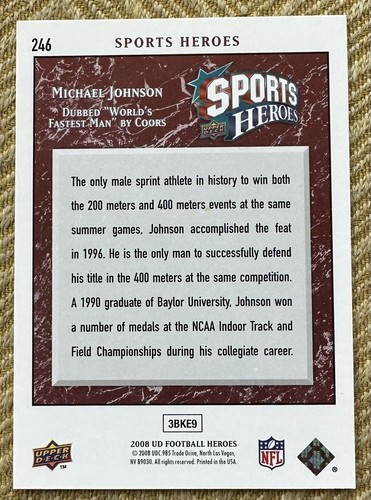 246
SPORTS HEROES
MICHAEL JOHNSON
DUBBED "WORLD'S
FASTEST MAN" BY COORS
SPORTS
UPPER DECK
HEROES
The only male sprint athlete in history to win both
the 200 meters and 400 meters events at the same
summer games, Johnson accomplished the feat
in 1996. He is the only man to successfully defend
his title in the 400 meters at the same competition.
A 1990 graduate of Baylor University, Johnson won
a number of medals at the NCAA Indoor Track and
Field Championships during his collegiate career.
3BKE9
2008 UD FOOTBALL HEROES
© 2008 UDC. 985 Trade Drive, North Las Vegas,
NV 89030. All rights reserved. Printed in the USA.
UPPER
DECK
TM
NFL
®